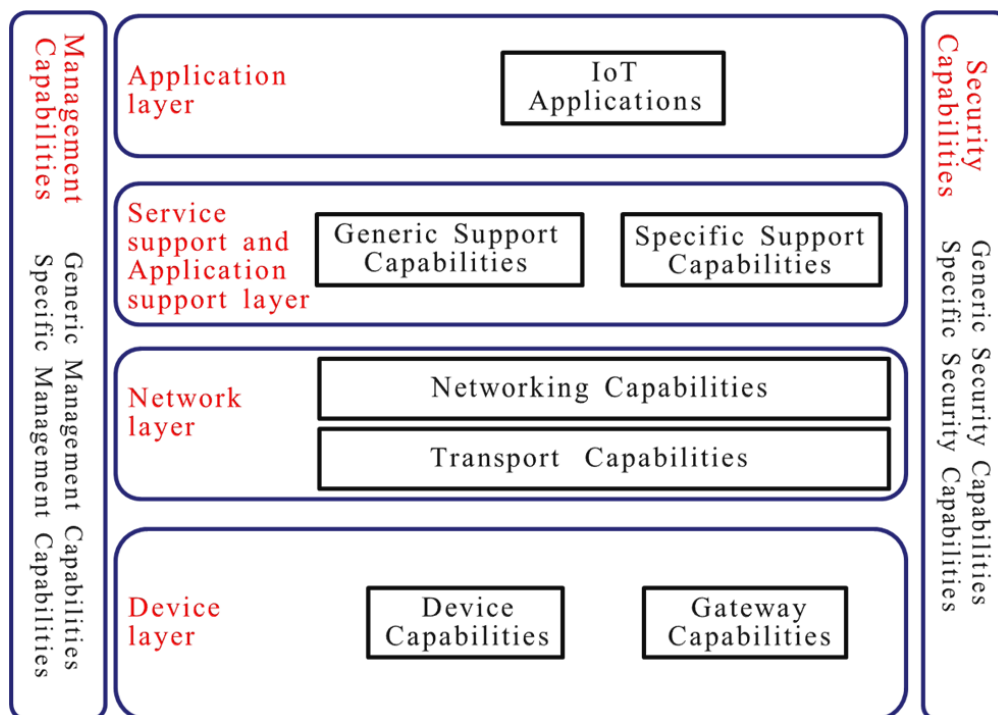 Management
Capabilities
Generic Management Capabilities
Specific Management Capabilities
Application
layer
IoT
Applications
Service
support and
Application
support layer
Generic Support
Capabilities
Specific Support
Capabilities
Network
layer
Networking Capabilities
Transport Capabilities
Device
layer
Device
Capabilities
Gateway
Capabilities
Security
Capabilities
Generic Security Capabilities
Specific Security Capabilities